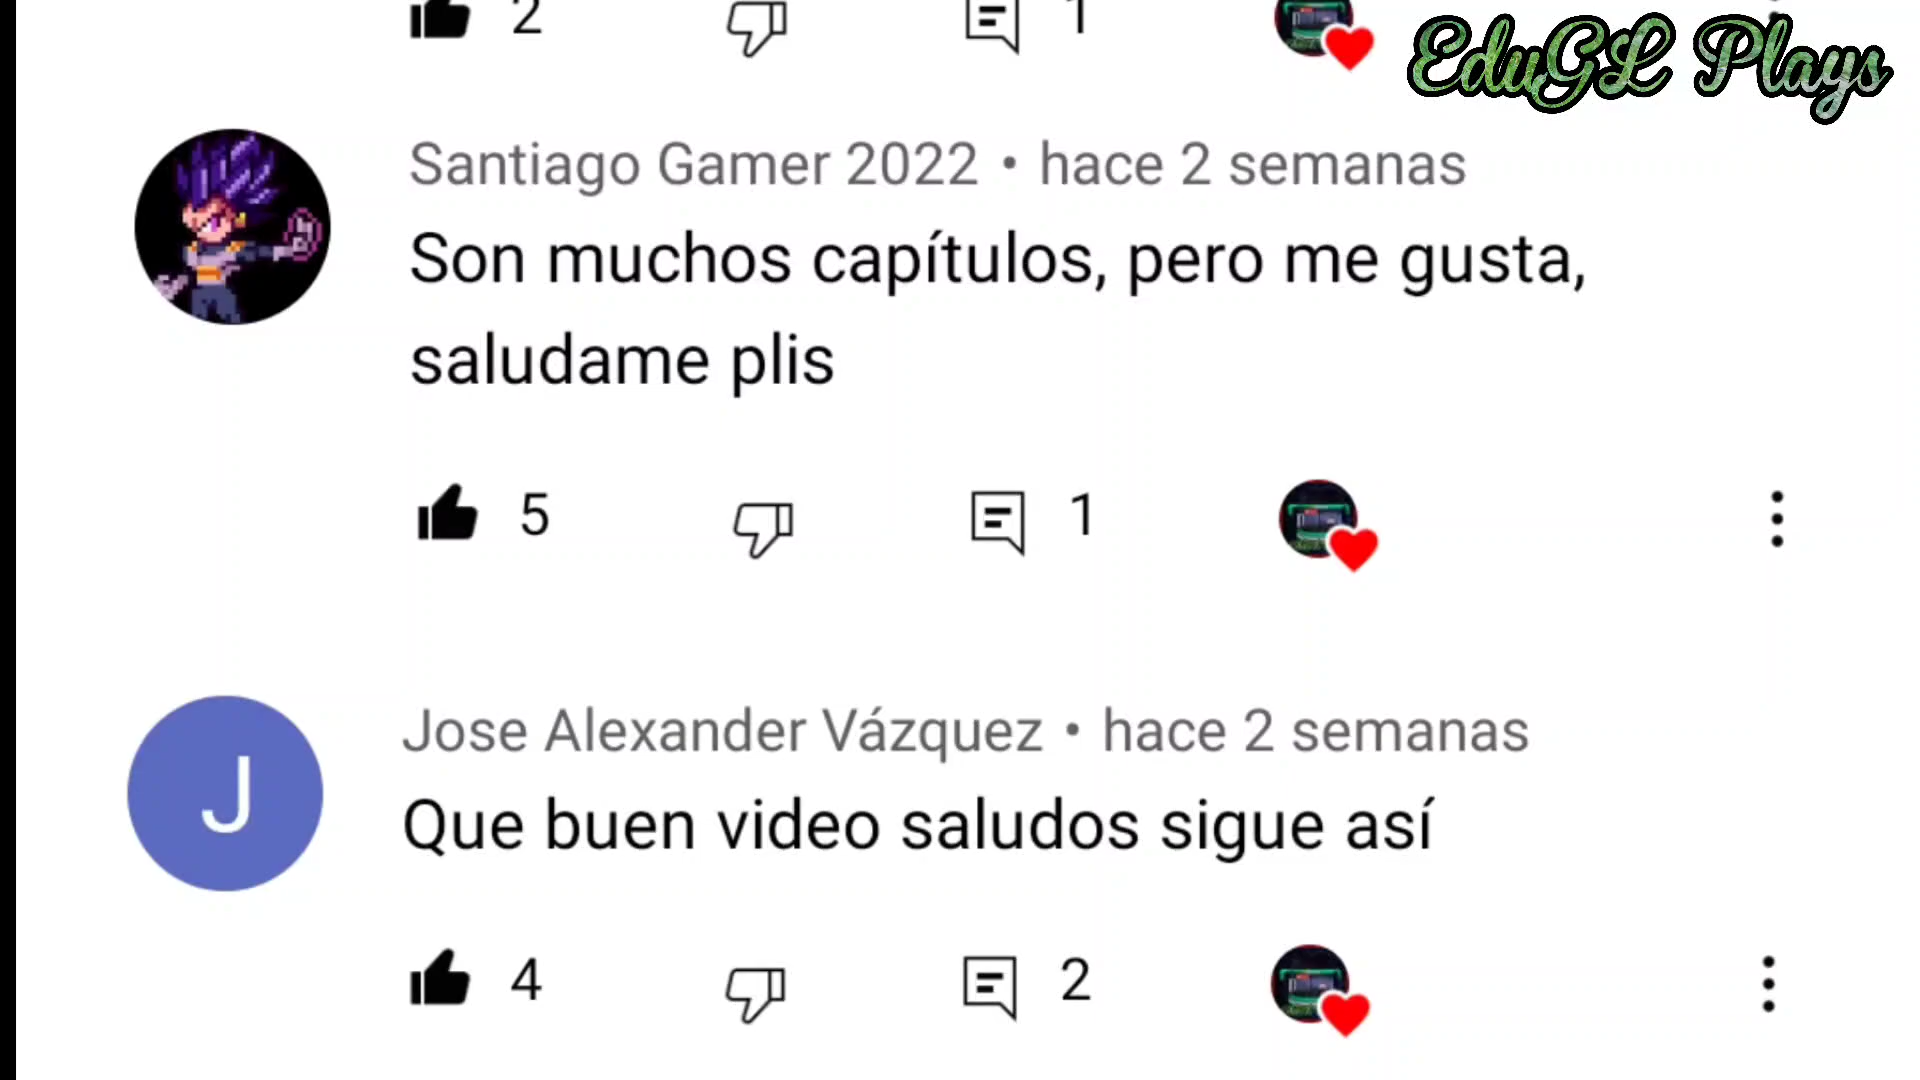 2 1
EduGL Plays
Santiago Gamer 2022 • hace 2 semanas
Son muchos capítulos, pero me gusta,
saludame plis
5 1
J
Jose Alexander Vázquez • hace 2 semanas
Que buen video saludos sigue así
4 2